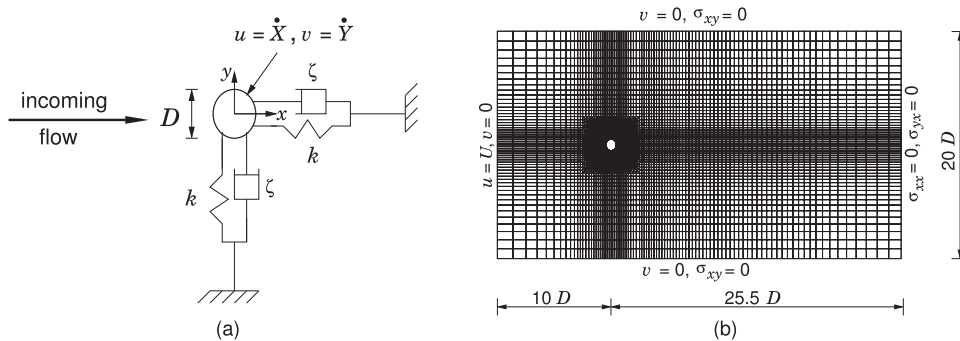 u = Ẋ , v = Ẏ
y
ζ
incoming
flow
D
x
k
k
ζ
(a)
v = 0, σxy = 0
u = U, v = 0
σxx = 0, σyx = 0
20 D
v = 0, σxy = 0
10 D
25.5 D
(b)